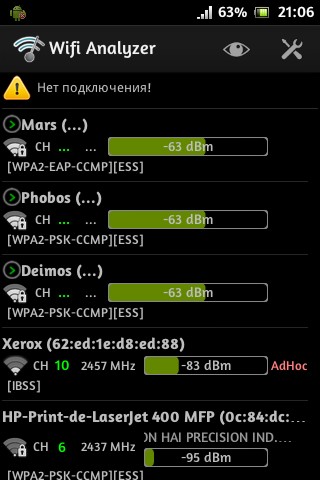 63% 21:06
Wifi Analyzer
Нет подключения!
Mars (...)
CH ... ... -63 dBm
[WPA2-EAP-CCMP][ESS]
Phobos (...)
CH ... ... -63 dBm
[WPA2-PSK-CCMP][ESS]
Deimos (...)
CH ... ... -63 dBm
[WPA2-PSK-CCMP][ESS]
Xerox (62:ed:1e:d8:ed:88)
CH 10 2457 MHz -83 dBm AdHoc
[IBSS]
HP-Print-de-LaserJet 400 MFP (0c:84:dc:...
ON HAI PRECISION IND....
CH 6 2437 MHz -95 dBm
[WPA2-PSK-CCMP][ESS]